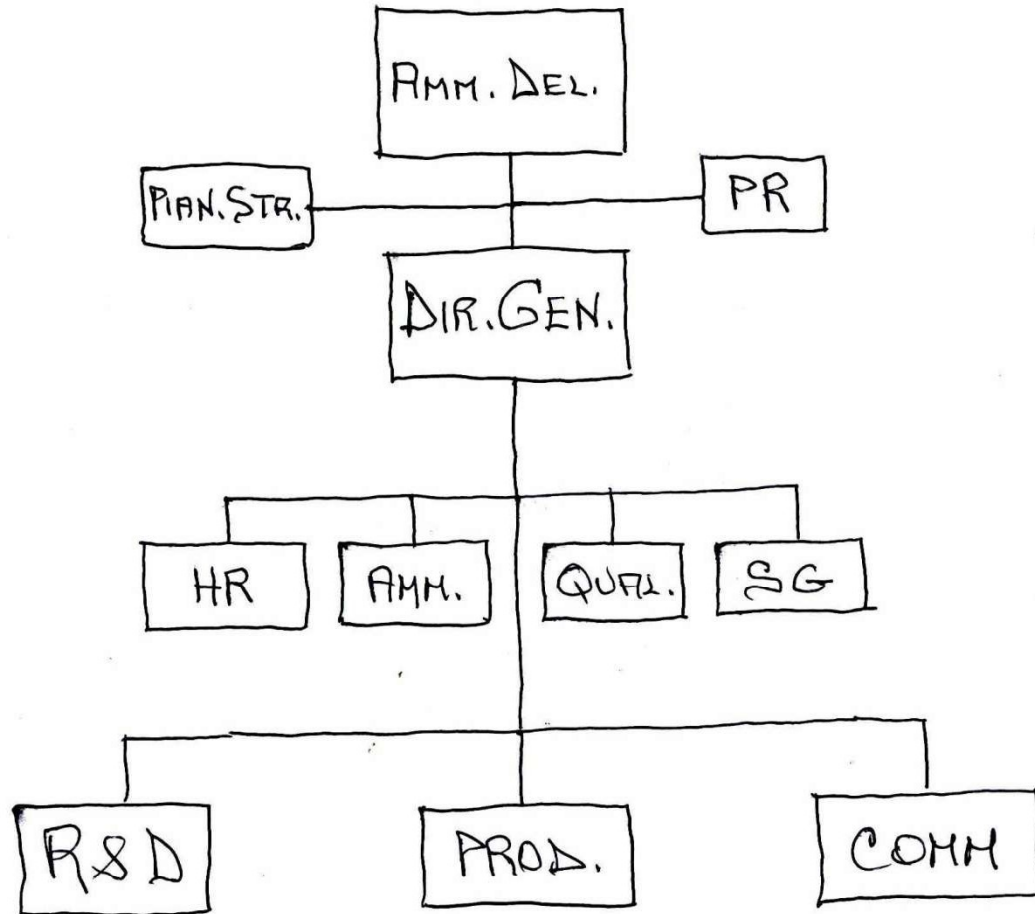 AMM. DEL.
PIAN. STR.
PR
DIR. GEN.
HR
AMM.
QUAL.
SG
R&D
PROD.
COMM